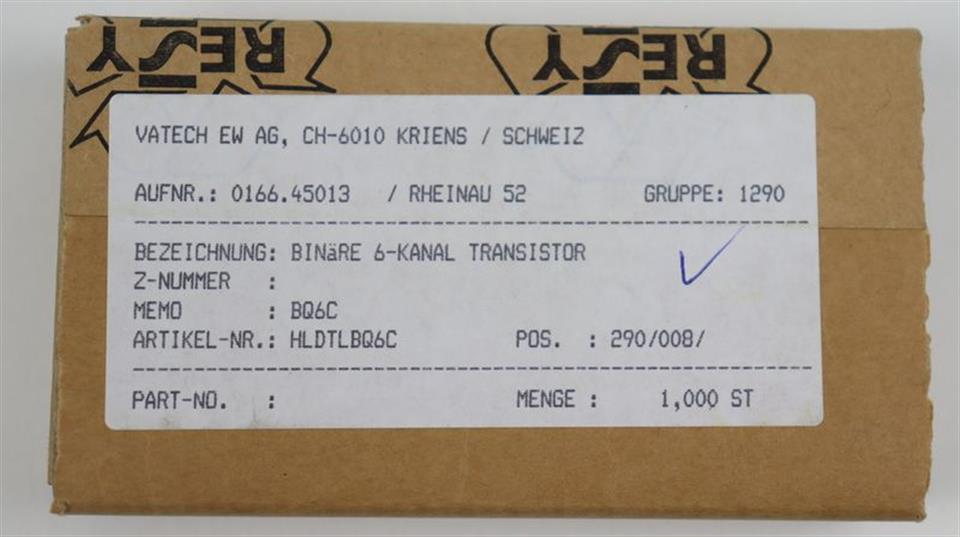 RESY RESY
VATECH EW AG, CH-6010 KRIENS / SCHWEIZ
AUFNR.: 0166.45013 / RHEINAU 52 GRUPPE: 1290
BEZEICHNUNG: BINäRE 6-KANAL TRANSISTOR
Z-NUMMER :
MEMO : BQ6C
ARTIKEL-NR.: HLDTLBQ6C POS. : 290/008/
PART-NO. : MENGE : 1,000 ST